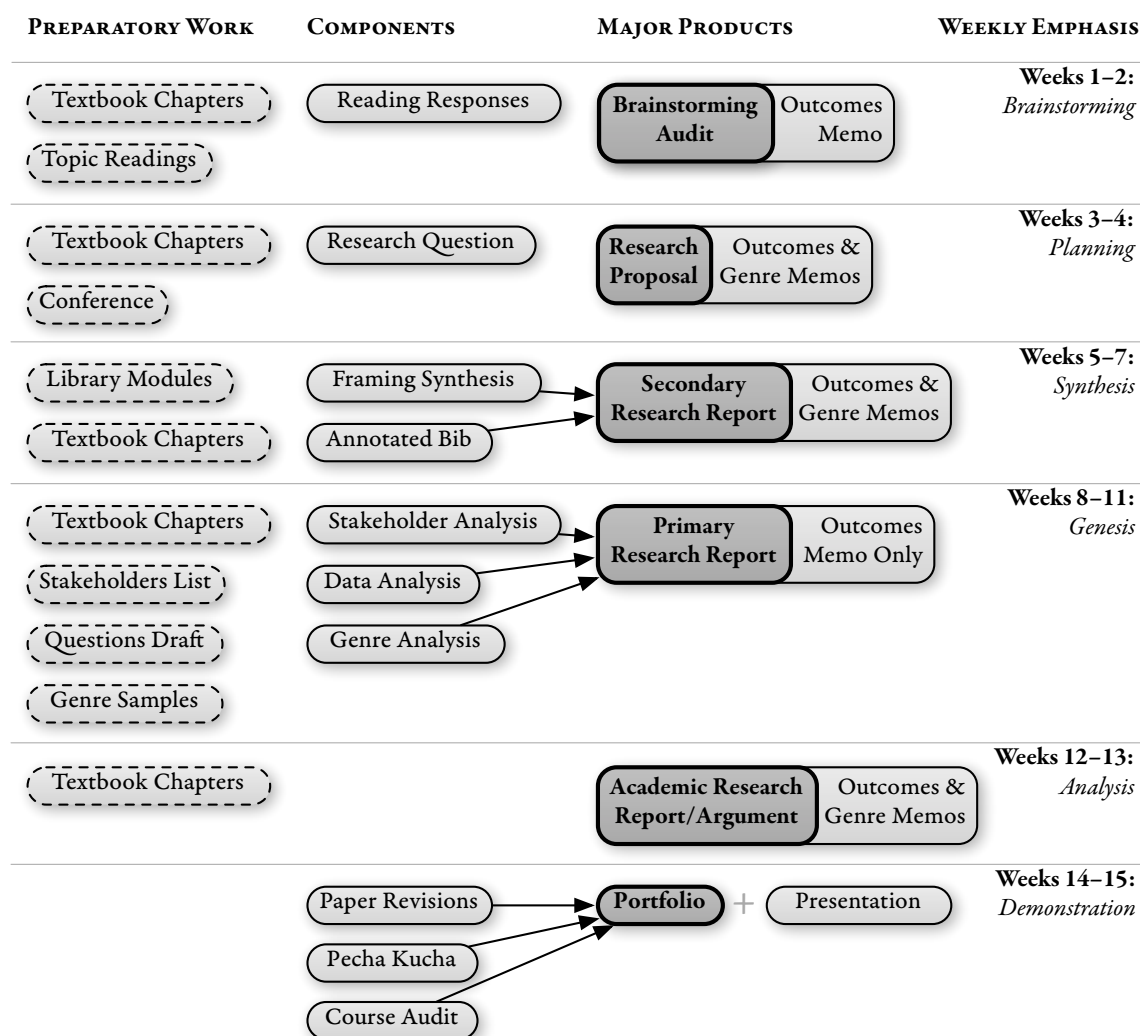 Preparatory Work
Components
Major Products
Weekly Emphasis
Textbook Chapters
Topic Readings
Reading Responses
Brainstorming
Audit
Outcomes
Memo
Weeks 1–2:
Brainstorming
Textbook Chapters
Conference
Research Question
Research
Proposal
Outcomes &
Genre Memos
Weeks 3–4:
Planning
Library Modules
Textbook Chapters
Framing Synthesis
Annotated Bib
Secondary
Research Report
Outcomes &
Genre Memos
Weeks 5–7:
Synthesis
Textbook Chapters
Stakeholders List
Questions Draft
Genre Samples
Stakeholder Analysis
Data Analysis
Genre Analysis
Primary
Research Report
Outcomes
Memo Only
Weeks 8–11:
Genesis
Textbook Chapters
Academic Research
Report/Argument
Outcomes &
Genre Memos
Weeks 12–13:
Analysis
Paper Revisions
Pecha Kucha
Course Audit
Portfolio
+
Presentation
Weeks 14–15:
Demonstration